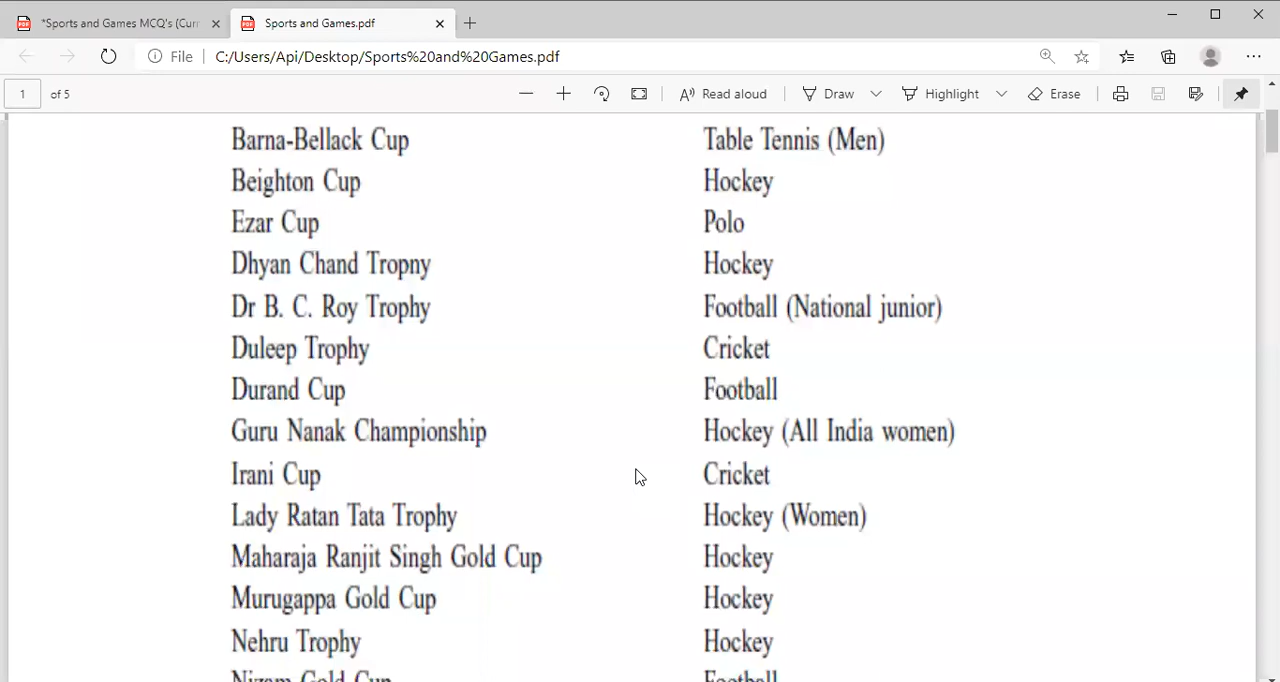 *Sports and Games MCQ's (Curr
Sports and Games.pdf
File
C:/Users/Api/Desktop/Sports%20and%20Games.pdf
1 of 5
Read aloud
Draw
Highlight
Erase
Barna-Bellack Cup Table Tennis (Men)
Beighton Cup Hockey
Ezar Cup Polo
Dhyan Chand Tropny Hockey
Dr B. C. Roy Trophy Football (National junior)
Duleep Trophy Cricket
Durand Cup Football
Guru Nanak Championship Hockey (All India women)
Irani Cup Cricket
Lady Ratan Tata Trophy Hockey (Women)
Maharaja Ranjit Singh Gold Cup Hockey
Murugappa Gold Cup Hockey
Nehru Trophy Hockey
Nizam Gold Cup Football